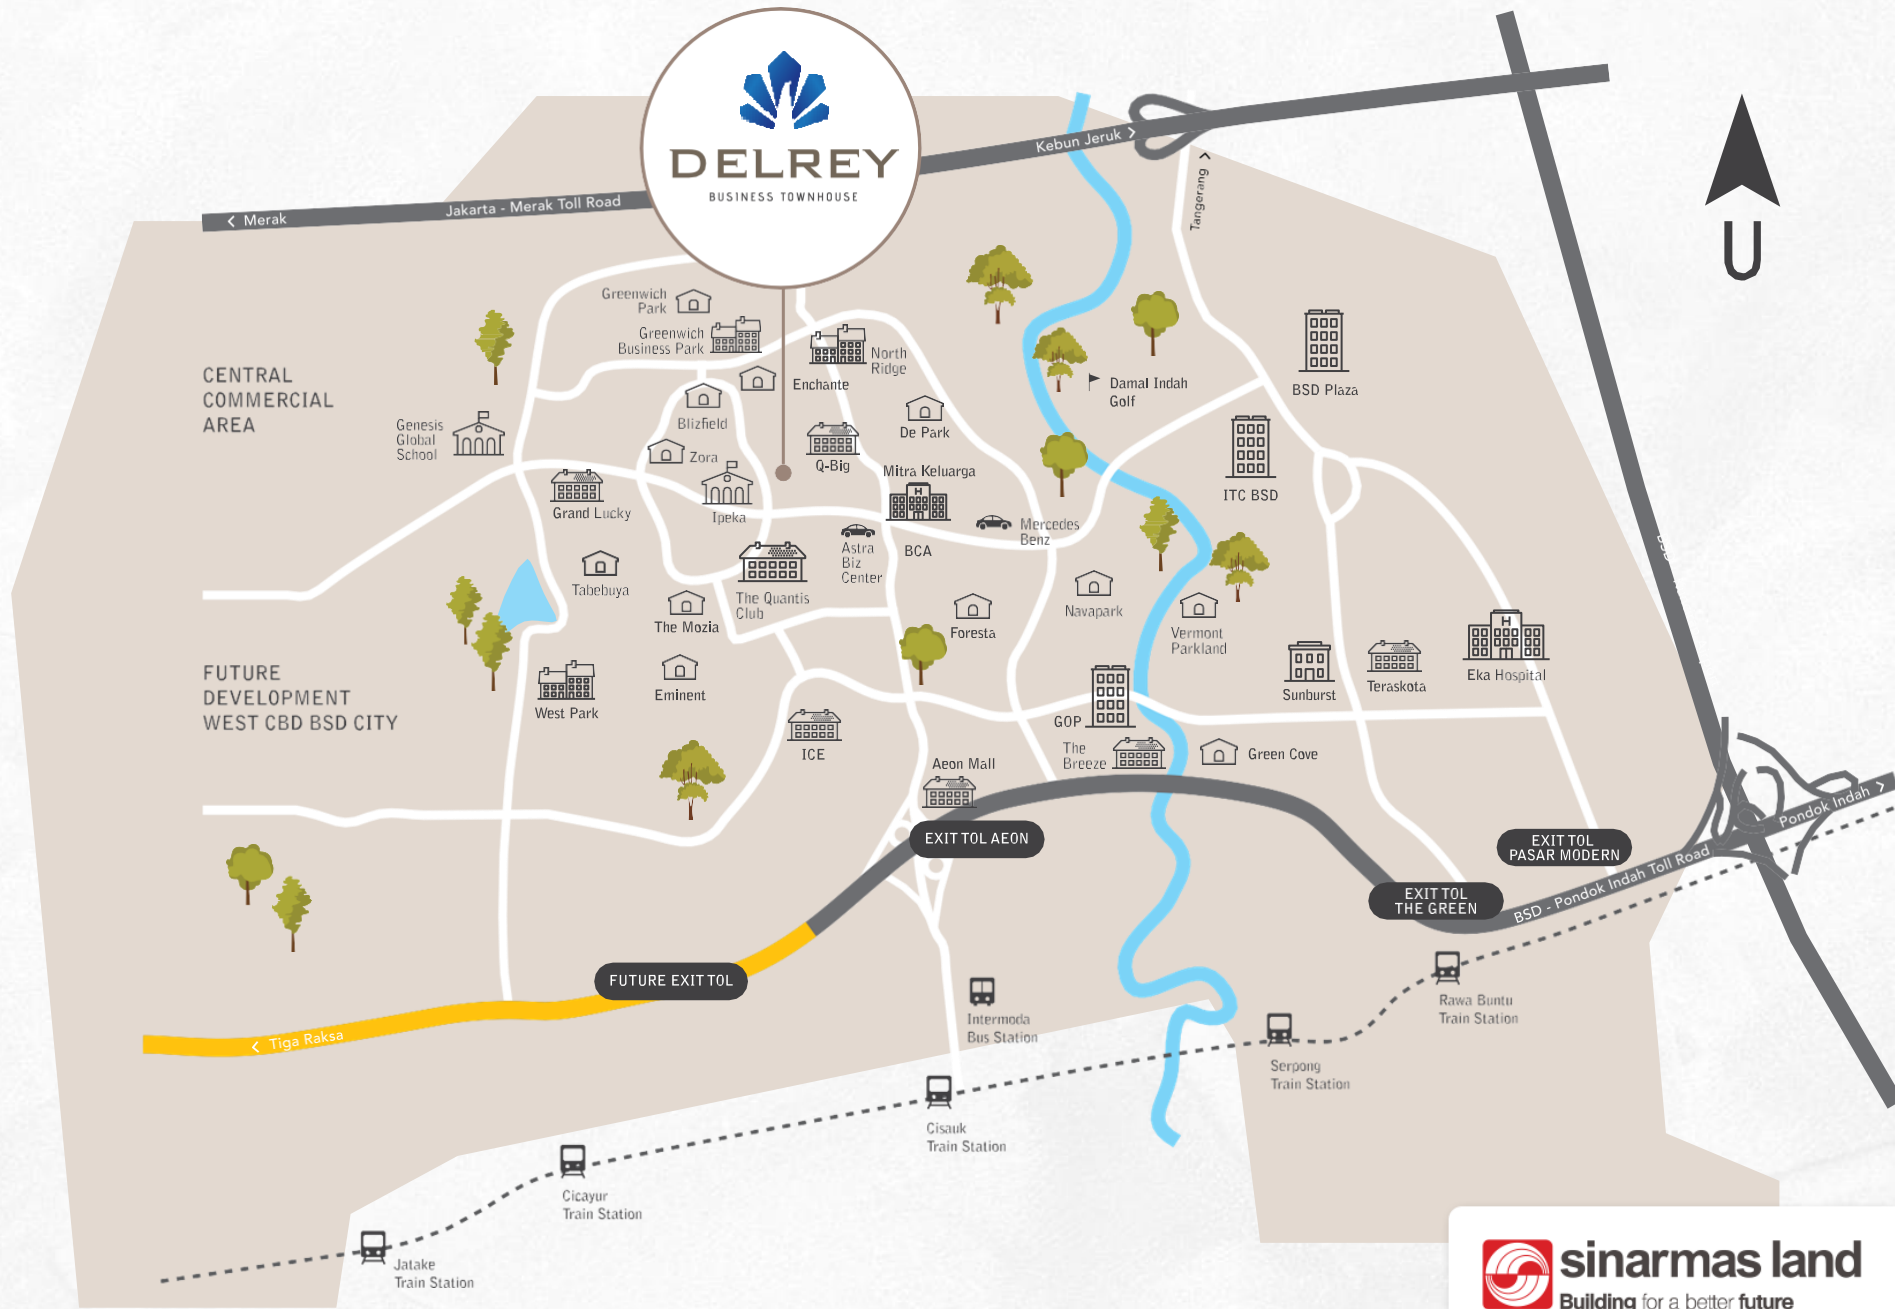 DELREY
BUSINESS TOWNHOUSE
Kebun Jeruk >
< Merak
Jakarta - Merak Toll Road
Tangerang >
U
Greenwich
Park
Greenwich
Business Park
North
Ridge
Enchante
Damai Indah
Golf
BSD Plaza
CENTRAL
COMMERCIAL
AREA
Genesis
Global
School
Blizfield
De Park
Zora
Q-Big
Mitra Keluarga
ITC BSD
Grand Lucky
Ipeka
Mercedes
Benz
Astra
Biz
Center
BCA
Tabebuya
The Quantis
Club
Navapark
The Mozia
Foresta
Vermont
Parkland
FUTURE
DEVELOPMENT
WEST CBD BSD CITY
Eminent
West Park
Sunburst
Teraskota
Eka Hospital
GOP
ICE
The
Breeze
Green Cove
Aeon Mall
Pondok Indah >
EXIT TOL AEON
EXIT TOL
PASAR MODERN
EXIT TOL
THE GREEN
BSD - Pondok Indah Toll Road
FUTURE EXIT TOL
< Tiga Raksa
Intermoda
Bus Station
Rawa Buntu
Train Station
Serpong
Train Station
Cisauk
Train Station
Cicayur
Train Station
Jatake
Train Station
sinarmas land
Building for a better future